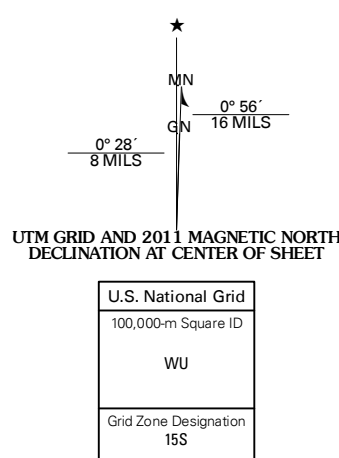 MN
0° 56´
16 MILS
GN
0° 28´
8 MILS
UTM GRID AND 2011 MAGNETIC NORTH
DECLINATION AT CENTER OF SHEET
U.S. National Grid
100,000-m Square ID
WU
Grid Zone Designation
15S